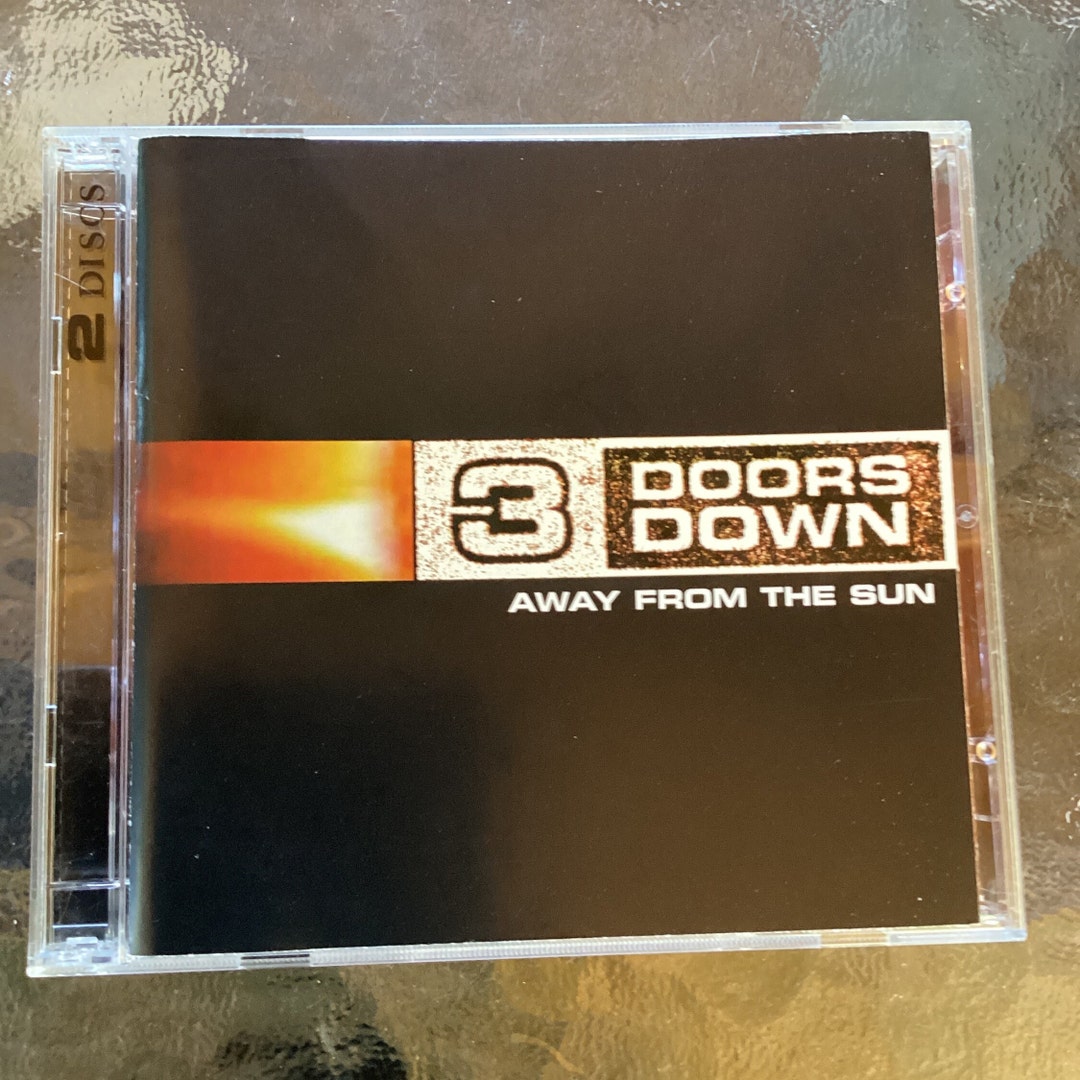 2 DISCS
3 DOORS
DOWN
AWAY FROM THE SUN